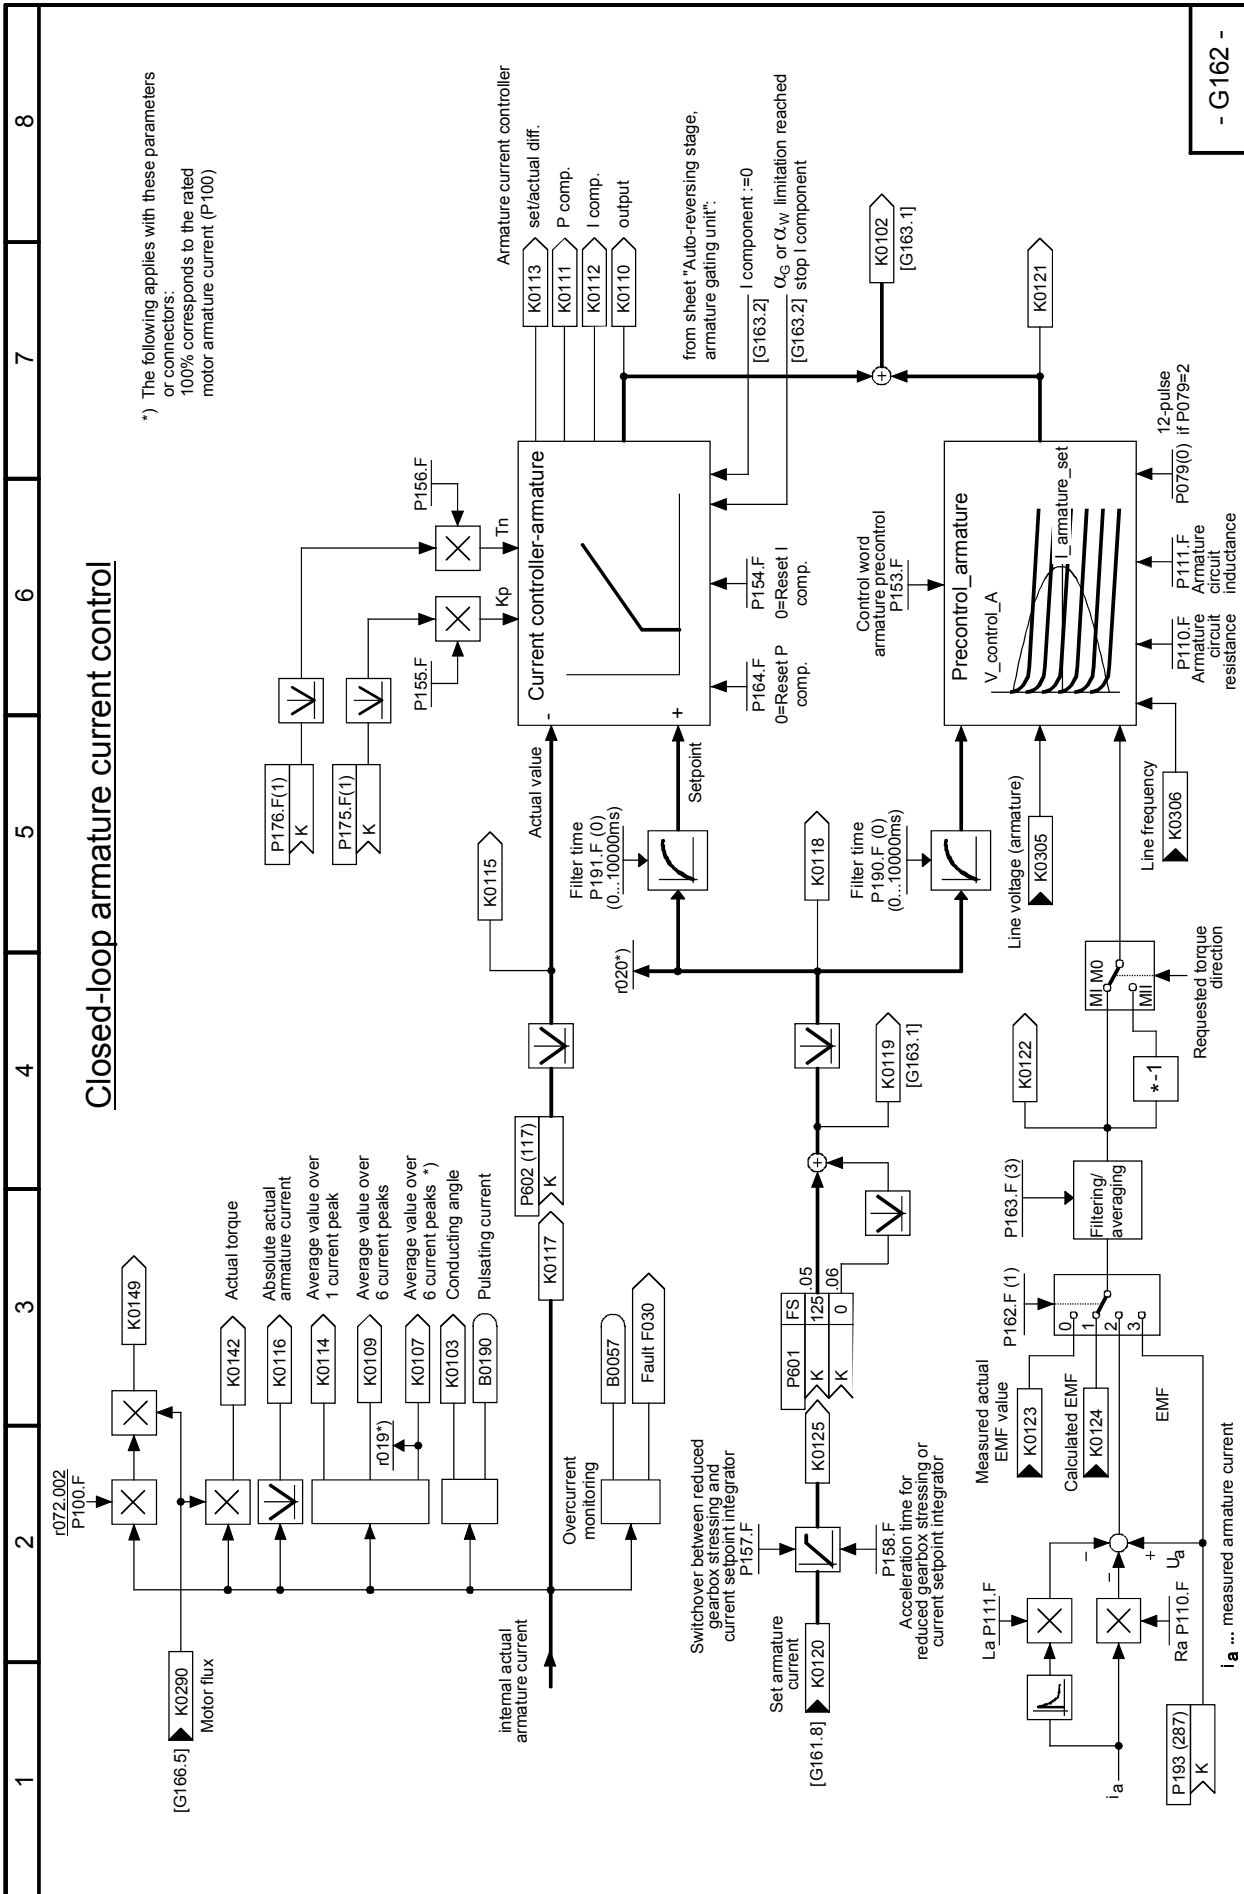 1
2
3
4
5
6
7
8
Closed-loop armature current control
*) The following applies with these parameters
or connectors:
100% corresponds to the rated
motor armature current (P100)
r072.002
P100.F
K0149
[G166.5]
K0290
Motor flux
K0142
Actual torque
K0116
Absolute actual
armature current
K0114
Average value over
1 current peak
K0109
Average value over
6 current peaks
r019*)
K0107
Average value over
6 current peaks *)
K0103
Conducting angle
B0190
Pulsating current
internal actual
armature current
Overcurrent
monitoring
B0057
Fault F030
K0117
P602 (117)
K
K0115
Actual value
P176.F(1)
K
P175.F(1)
K
P155.F
P156.F
Kp
Tn
Current controller-armature
-
+
Setpoint
P164.F
0=Reset P
comp.
P154.F
0=Reset I
comp.
Armature current controller
K0113
set/actual diff.
K0111
P comp.
K0112
I comp.
K0110
output
from sheet "Auto-reversing stage,
armature gating unit":
I component :=0
[G163.2]
αG or αW limitation reached
[G163.2] stop I component
Filter time
P191.F (0)
(0...10000ms)
r020*)
Switchover between reduced
gearbox stressing and
current setpoint integrator
P157.F
Set armature
current
[G161.8]
K0120
P158.F
Acceleration time for
reduced gearbox stressing or
current setpoint integrator
K0125
P601
FS
K
125
.05
K
0
.06
+
K0119
[G163.1]
K0118
Filter time
P190.F (0)
(0...10000ms)
Control word
armature precontrol
P153.F
Precontrol_armature
V_control_A
I_armature_set
+
K0102
[G163.1]
K0121
Line voltage (armature)
K0305
Line frequency
K0306
P110.F
Armature
circuit
resistance
P111.F
Armature
circuit
inductance
P079(0)
12-pulse
if P079=2
Measured actual
EMF value
K0123
Calculated EMF
K0124
EMF
P162.F (1)
0
1
2
3
P163.F (3)
Filtering/
averaging
K0122
*-1
MI, M0
MII
Requested torque
direction
La P111.F
Ra P110.F
ia
-
-
+
Ua
P193 (287)
K
ia ... measured armature current
- G162 -